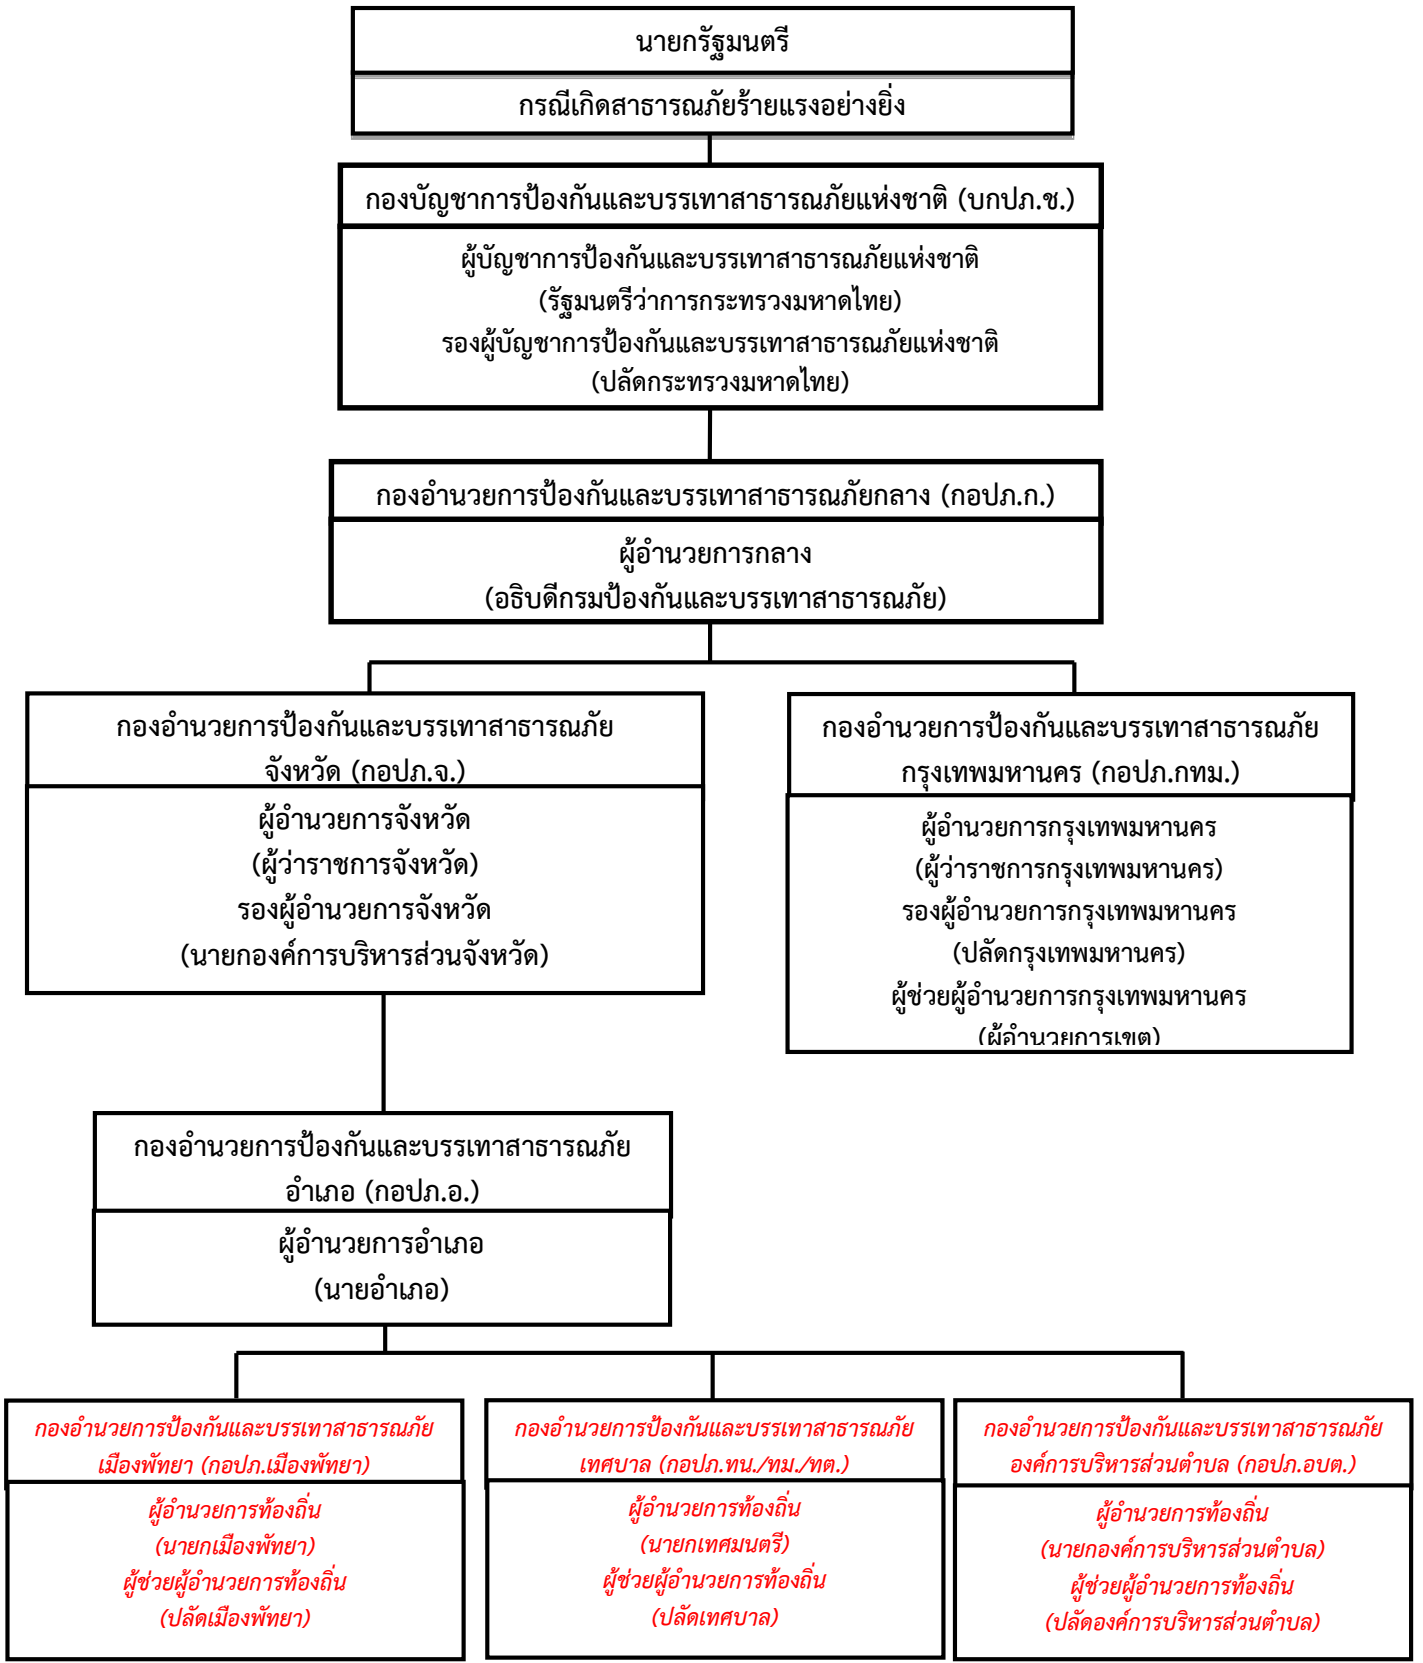 นายกรัฐมนตรี
กรณีเกิดสาธารณภัยร้ายแรงอย่างยิ่ง
กองบัญชาการป้องกันและบรรเทาสาธารณภัยแห่งชาติ (บกปภ.ช.)
ผู้บัญชาการป้องกันและบรรเทาสาธารณภัยแห่งชาติ
(รัฐมนตรีว่าการกระทรวงมหาดไทย)
รองผู้บัญชาการป้องกันและบรรเทาสาธารณภัยแห่งชาติ
(ปลัดกระทรวงมหาดไทย)
กองอำนวยการป้องกันและบรรเทาสาธารณภัยกลาง (กอปภ.ก.)
ผู้อำนวยการกลาง
(อธิบดีกรมป้องกันและบรรเทาสาธารณภัย)
กองอำนวยการป้องกันและบรรเทาสาธารณภัย
จังหวัด (กอปภ.จ.)
ผู้อำนวยการจังหวัด
(ผู้ว่าราชการจังหวัด)
รองผู้อำนวยการจังหวัด
(นายกองค์การบริหารส่วนจังหวัด)
กองอำนวยการป้องกันและบรรเทาสาธารณภัย
กรุงเทพมหานคร (กอปภ.กทม.)
ผู้อำนวยการกรุงเทพมหานคร
(ผู้ว่าราชการกรุงเทพมหานคร)
รองผู้อำนวยการกรุงเทพมหานคร
(ปลัดกรุงเทพมหานคร)
ผู้ช่วยผู้อำนวยการกรุงเทพมหานคร
(ผู้อำนวยการเขต)
กองอำนวยการป้องกันและบรรเทาสาธารณภัย
อำเภอ (กอปภ.อ.)
ผู้อำนวยการอำเภอ
(นายอำเภอ)
กองอำนวยการป้องกันและบรรเทาสาธารณภัย
เมืองพัทยา (กอปภ.เมืองพัทยา)
ผู้อำนวยการท้องถิ่น
(นายกเมืองพัทยา)
ผู้ช่วยผู้อำนวยการท้องถิ่น
(ปลัดเมืองพัทยา)
กองอำนวยการป้องกันและบรรเทาสาธารณภัย
เทศบาล (กอปภ.ทน./ทม./ทต.)
ผู้อำนวยการท้องถิ่น
(นายกเทศมนตรี)
ผู้ช่วยผู้อำนวยการท้องถิ่น
(ปลัดเทศบาล)
กองอำนวยการป้องกันและบรรเทาสาธารณภัย
องค์การบริหารส่วนตำบล (กอปภ.อบต.)
ผู้อำนวยการท้องถิ่น
(นายกองค์การบริหารส่วนตำบล)
ผู้ช่วยผู้อำนวยการท้องถิ่น
(ปลัดองค์การบริหารส่วนตำบล)